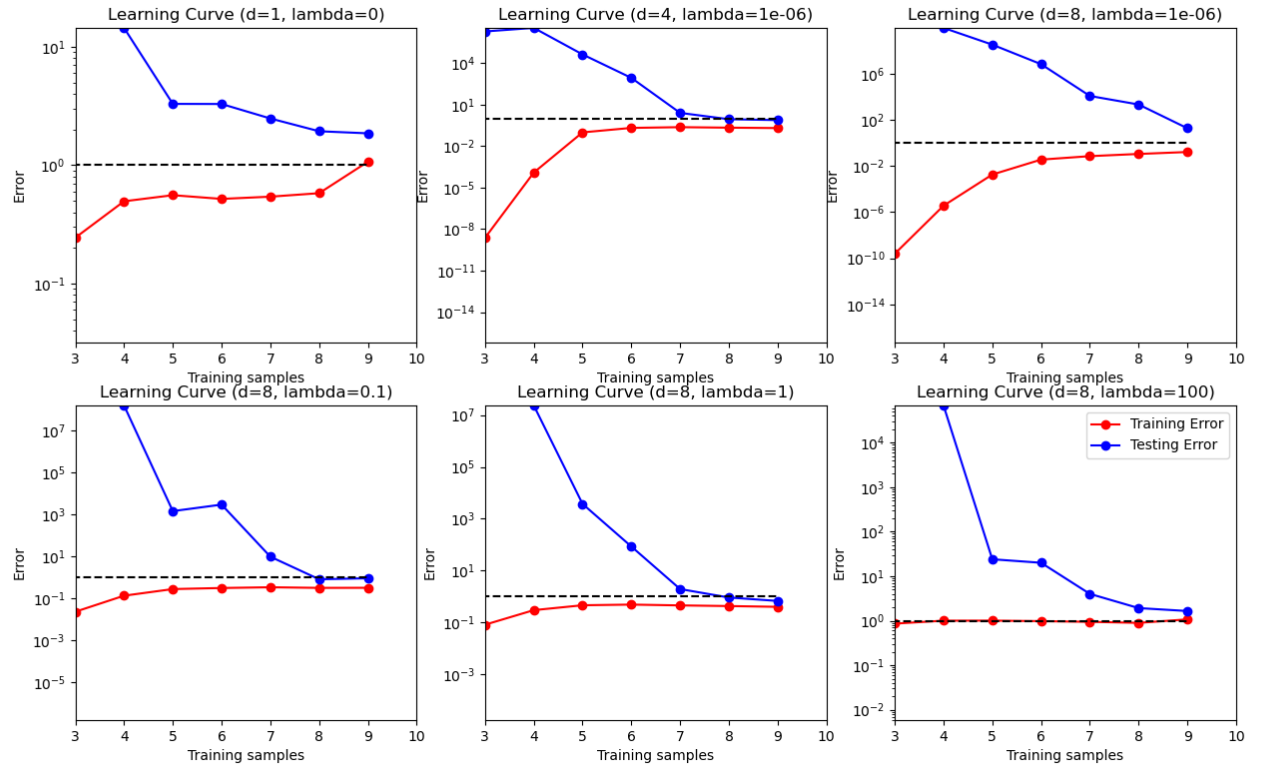 Learning Curve (d=1, lambda=0)
Error
10^1
10^0
10^-1
3 4 5 6 7 8 9 10
Training samples
Learning Curve (d=4, lambda=1e-06)
Error
10^4
10^1
10^-2
10^-5
10^-8
10^-11
10^-14
3 4 5 6 7 8 9 10
Training samples
Learning Curve (d=8, lambda=1e-06)
Error
10^6
10^2
10^-2
10^-6
10^-10
10^-14
3 4 5 6 7 8 9 10
Training samples
Learning Curve (d=8, lambda=0.1)
Error
10^7
10^5
10^3
10^1
10^-1
10^-3
10^-5
3 4 5 6 7 8 9 10
Training samples
Learning Curve (d=8, lambda=1)
Error
10^7
10^5
10^3
10^1
10^-1
10^-3
3 4 5 6 7 8 9 10
Training samples
Learning Curve (d=8, lambda=100)
Training Error
Testing Error
Error
10^4
10^3
10^2
10^1
10^0
10^-1
10^-2
3 4 5 6 7 8 9 10
Training samples